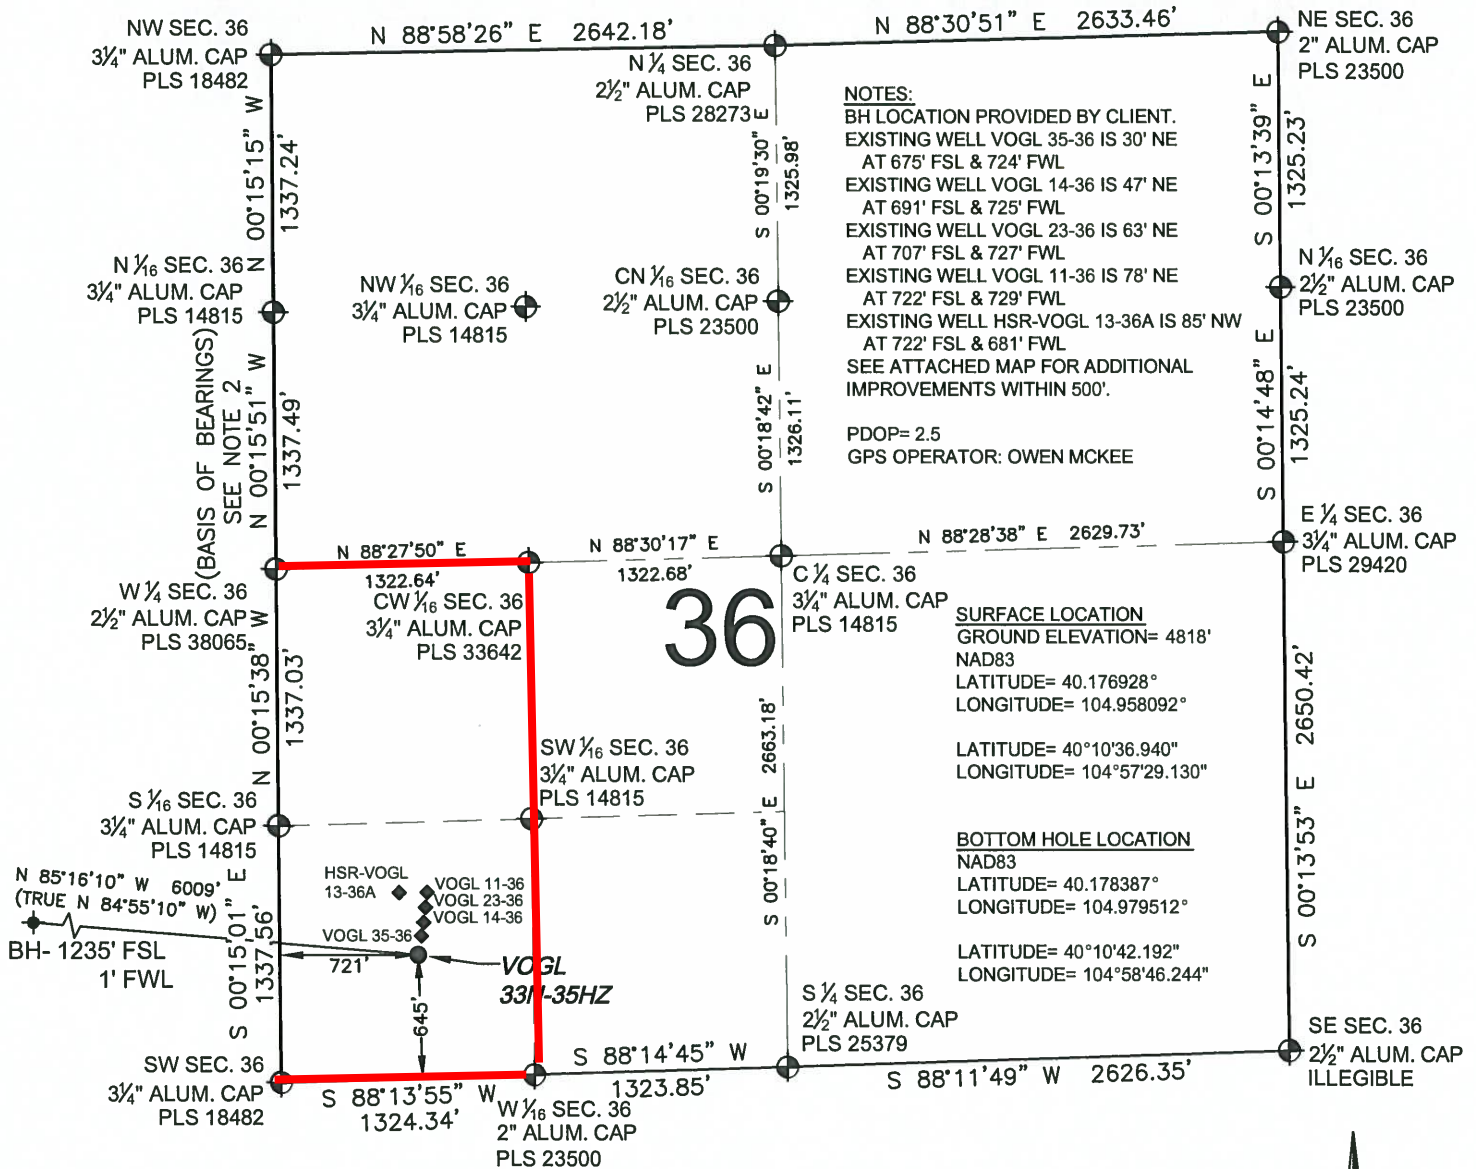 NW SEC. 36
3¼" ALUM. CAP
PLS 18482
N 88°58'26" E 2642.18'
N ¼ SEC. 36
2½" ALUM. CAP
PLS 28273
N 88°30'51" E 2633.46'
NE SEC. 36
2" ALUM. CAP
PLS 23500
N 00°15'15" W
1337.24'
S 00°19'30" E
1325.98'
NOTES:
BH LOCATION PROVIDED BY CLIENT.
EXISTING WELL VOGL 35-36 IS 30' NE
AT 675' FSL & 724' FWL
EXISTING WELL VOGL 14-36 IS 47' NE
AT 691' FSL & 725' FWL
EXISTING WELL VOGL 23-36 IS 63' NE
AT 707' FSL & 727' FWL
EXISTING WELL VOGL 11-36 IS 78' NE
AT 722' FSL & 729' FWL
EXISTING WELL HSR-VOGL 13-36A IS 85' NW
AT 722' FSL & 681' FWL
SEE ATTACHED MAP FOR ADDITIONAL
IMPROVEMENTS WITHIN 500'.
PDOP= 2.5
GPS OPERATOR: OWEN MCKEE
S 00°13'39" E
1325.23'
N 1⁄16 SEC. 36
3¼" ALUM. CAP
PLS 14815
NW 1⁄16 SEC. 36
3¼" ALUM. CAP
PLS 14815
CN 1⁄16 SEC. 36
2½" ALUM. CAP
PLS 23500
N 1⁄16 SEC. 36
2½" ALUM. CAP
PLS 23500
(BASIS OF BEARINGS)
SEE NOTE 2
N 00°15'51" W
1337.49'
S 00°18'42" E
1326.11'
S 00°14'48" E
1325.24'
W ¼ SEC. 36
2½" ALUM. CAP
PLS 38065
N 88°27'50" E
1322.64'
CW 1⁄16 SEC. 36
3¼" ALUM. CAP
PLS 33642
N 88°30'17" E
1322.68'
36
C ¼ SEC. 36
3¼" ALUM. CAP
PLS 14815
N 88°28'38" E 2629.73'
E ¼ SEC. 36
3¼" ALUM. CAP
PLS 29420
SURFACE LOCATION
GROUND ELEVATION= 4818'
NAD83
LATITUDE= 40.176928°
LONGITUDE= 104.958092°
LATITUDE= 40°10'36.940"
LONGITUDE= 104°57'29.130"
N 00°15'38" W
1337.03'
SW 1⁄16 SEC. 36
3¼" ALUM. CAP
PLS 14815
S 00°18'40" E 2663.18'
S 00°13'53" E 2650.42'
S 1⁄16 SEC. 36
3¼" ALUM. CAP
PLS 14815
BOTTOM HOLE LOCATION
NAD83
LATITUDE= 40.178387°
LONGITUDE= 104.979512°
LATITUDE= 40°10'42.192"
LONGITUDE= 104°58'46.244"
N 85°16'10" W 6009'
(TRUE N 84°55'10" W)
BH- 1235' FSL
1' FWL
S 00°15'01" E
1337.56'
HSR-VOGL
13-36A
VOGL 11-36
VOGL 23-36
VOGL 14-36
VOGL 35-36
721'
645'
VOGL
33N-35HZ
S ¼ SEC. 36
2½" ALUM. CAP
PLS 25379
SW SEC. 36
3¼" ALUM. CAP
PLS 18482
S 88°13'55" W
1324.34'
W 1⁄16 SEC. 36
2" ALUM. CAP
PLS 23500
S 88°14'45" W
1323.85'
S 88°11'49" W 2626.35'
SE SEC. 36
2½" ALUM. CAP
ILLEGIBLE